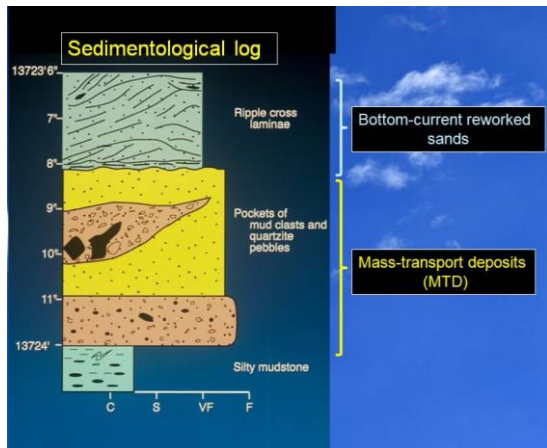 Sedimentological log
13723'6"
7"
8"
9"
10"
11"
13724'
Ripple cross
laminae
Pockets of
mud clasts and
quartzite
pebbles
Silty mudstone
C S VF F
Bottom-current reworked
sands
Mass-transport deposits
(MTD)